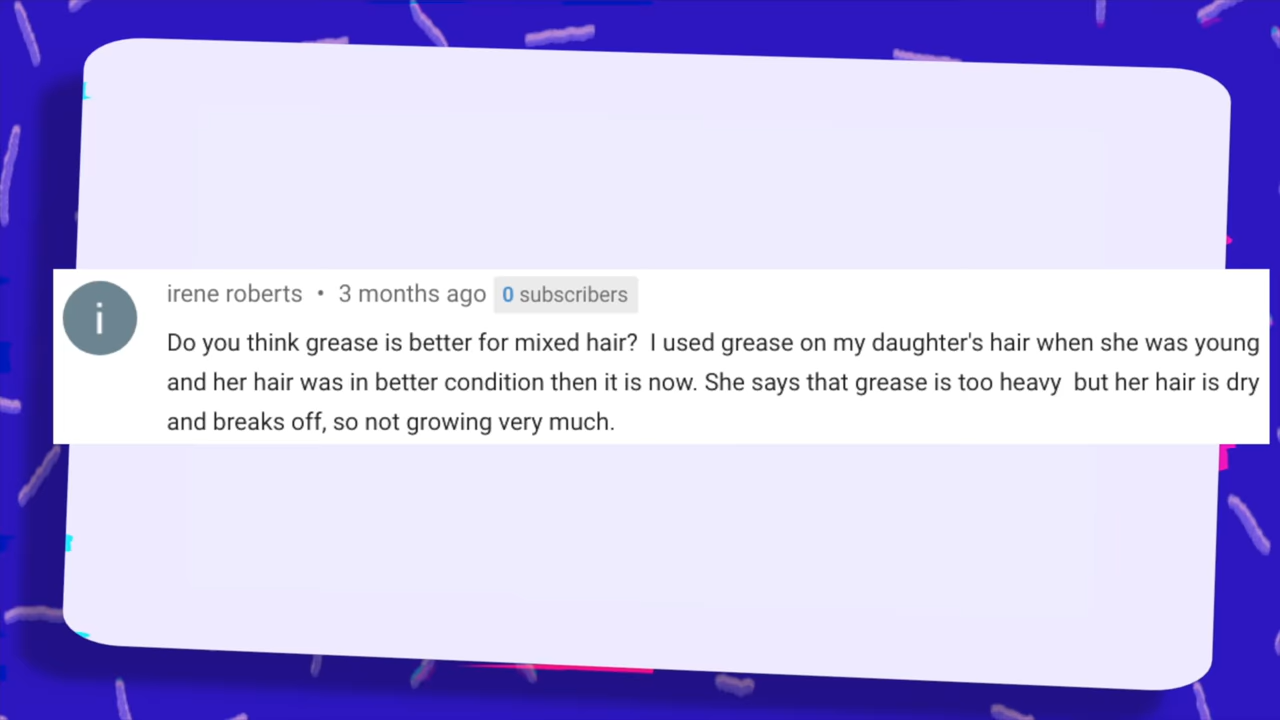 i
irene roberts • 3 months ago 0 subscribers
Do you think grease is better for mixed hair?  I used grease on my daughter's hair when she was young
and her hair was in better condition then it is now. She says that grease is too heavy  but her hair is dry
and breaks off, so not growing very much.